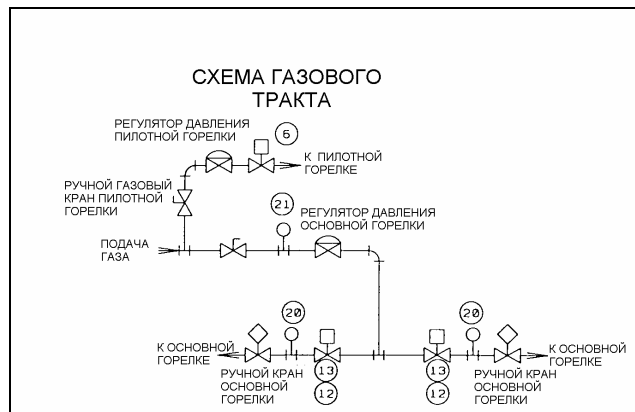 СХЕМА ГАЗОВОГО
ТРАКТА
РЕГУЛЯТОР ДАВЛЕНИЯ
ПИЛОТНОЙ ГОРЕЛКИ
6
К ПИЛОТНОЙ
ГОРЕЛКЕ
РУЧНОЙ ГАЗОВЫЙ
КРАН ПИЛОТНОЙ
ГОРЕЛКИ
21
РЕГУЛЯТОР ДАВЛЕНИЯ
ОСНОВНОЙ ГОРЕЛКИ
ПОДАЧА
ГАЗА
20
20
К ОСНОВНОЙ
ГОРЕЛКЕ
К ОСНОВНОЙ
ГОРЕЛКЕ
РУЧНОЙ КРАН
ОСНОВНОЙ
ГОРЕЛКИ
13
12
13
12
РУЧНОЙ КРАН
ОСНОВНОЙ
ГОРЕЛКИ